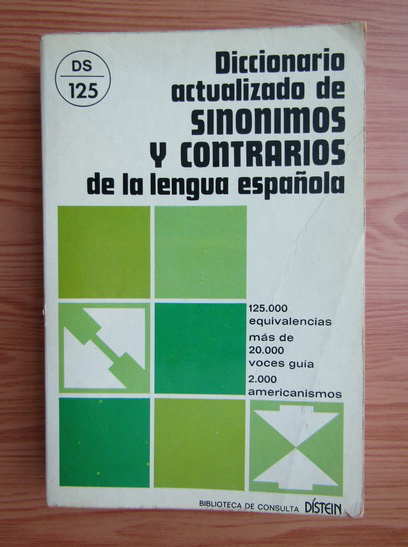 DS
125
Diccionario
actualizado de
SINONIMOS
Y CONTRARIOS
de la lengua española
125.000
equivalencias
más de
20.000
voces guía
2.000
americanismos
BIBLIOTECA DE CONSULTA DÍSTEIN